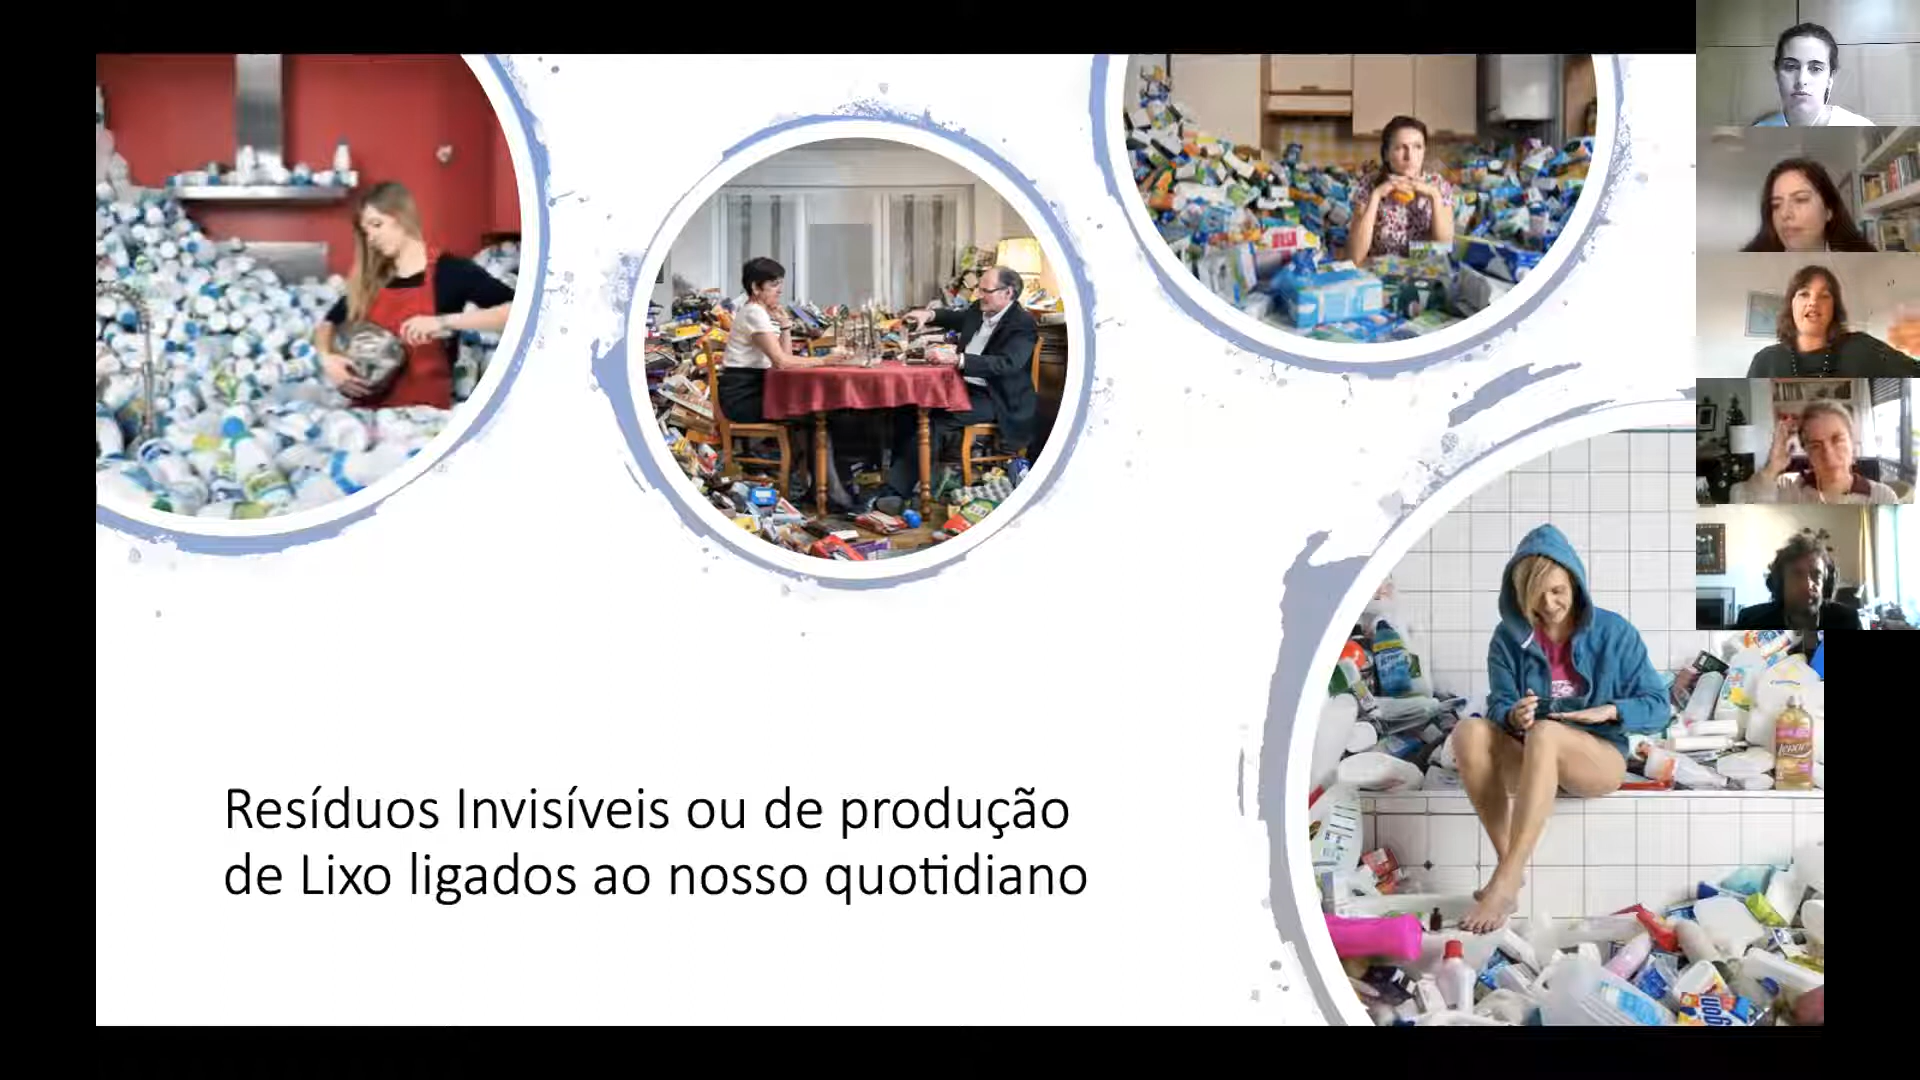 Resíduos Invisíveis ou de produção
de Lixo ligados ao nosso quotidiano